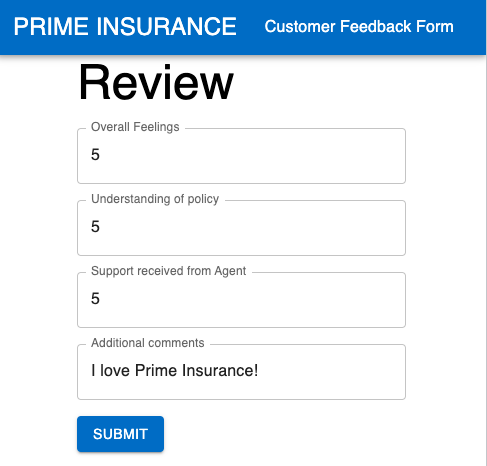 PRIME INSURANCE Customer Feedback Form
Review
Overall Feelings
5
Understanding of policy
5
Support received from Agent
5
Additional comments
I love Prime Insurance!
SUBMIT